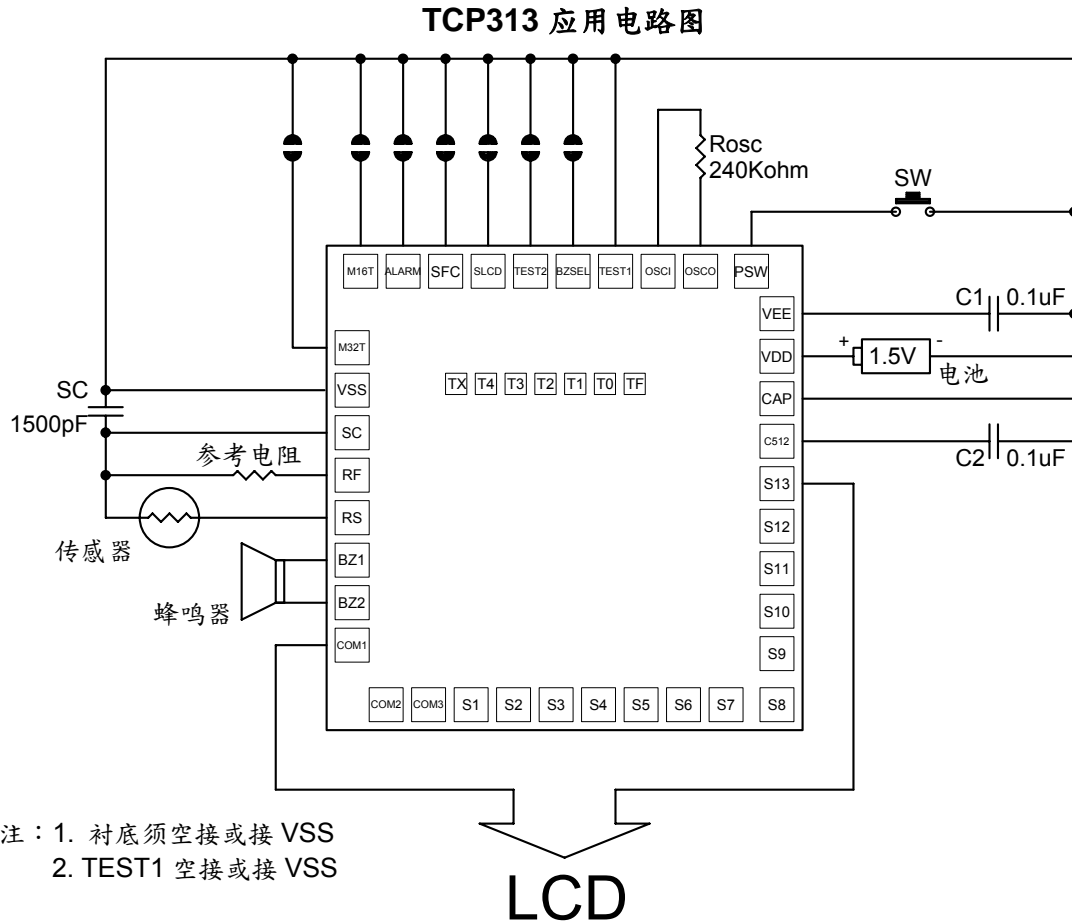 TCP313 应用电路图
Rosc
240Kohm
SW
M16T ALARM SFC SLCD TEST2 BZSEL TEST1 OSCI OSCO PSW
C1 0.1uF
VEE
M32T
VDD
+ 1.5V -
电池
SC
1500pF
VSS
TX T4 T3 T2 T1 T0 TF
CAP
SC
C512
C2 0.1uF
参考电阻
RF
S13
RS
S12
传感器
BZ1
S11
蜂鸣器
BZ2
S10
COM1
S9
COM2 COM3 S1 S2 S3 S4 S5 S6 S7 S8
注：1. 衬底须空接或接 VSS
2. TEST1 空接或接 VSS
LCD